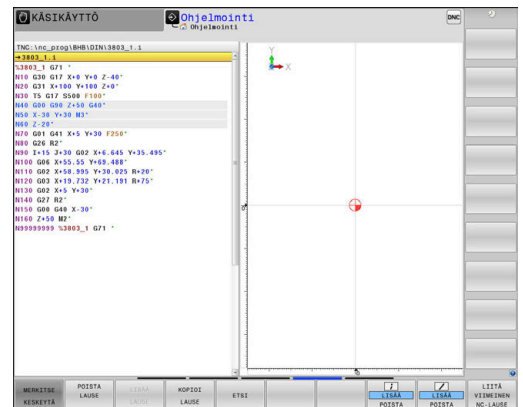 KÄSIKÄYTTÖ
Ohjelmointi
Ohjelmointi
DNC
TNC:\nc_prog\BHB\DIN\3803_1.i
→3803_1.i
%3803_1 G71 *
N10 G30 G17 X+0 Y+0 Z-40*
N20 G31 X+100 Y+100 Z+0*
N30 T5 G17 S500 F100*
N40 G00 G90 Z+50 G40*
N50 X-30 Y+30 M3*
N60 Z-20*
N70 G01 G41 X+5 Y+30 F250*
N80 G26 R2*
N90 I+15 J+30 G02 X+6.645 Y+35.495*
N100 G06 X+55.55 Y+69.488*
N110 G02 X+58.995 Y+30.025 R+20*
N120 G03 X+19.732 Y+21.191 R+75*
N130 G02 X+5 Y+30*
N140 G27 R2*
N150 G00 G40 X-30*
N160 Z+50 M2*
N99999999 %3803_1 G71 *
Y
X
MERKITSE
KESKEYTÄ
POISTA
LAUSE
LISÄÄ
LAUSE
KOPIOI
LAUSE
ETSI
LISÄÄ
POISTA
LISÄÄ
POISTA
LIITÄ
VIIMEINEN
NC-LAUSE